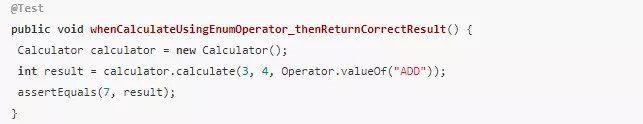 @Test
public void whenCalculateUsingEnumOperator_thenReturnCorrectResult() {
 Calculator calculator = new Calculator();
 int result = calculator.calculate(3, 4, Operator.valueOf("ADD"));
 assertEquals(7, result);
}